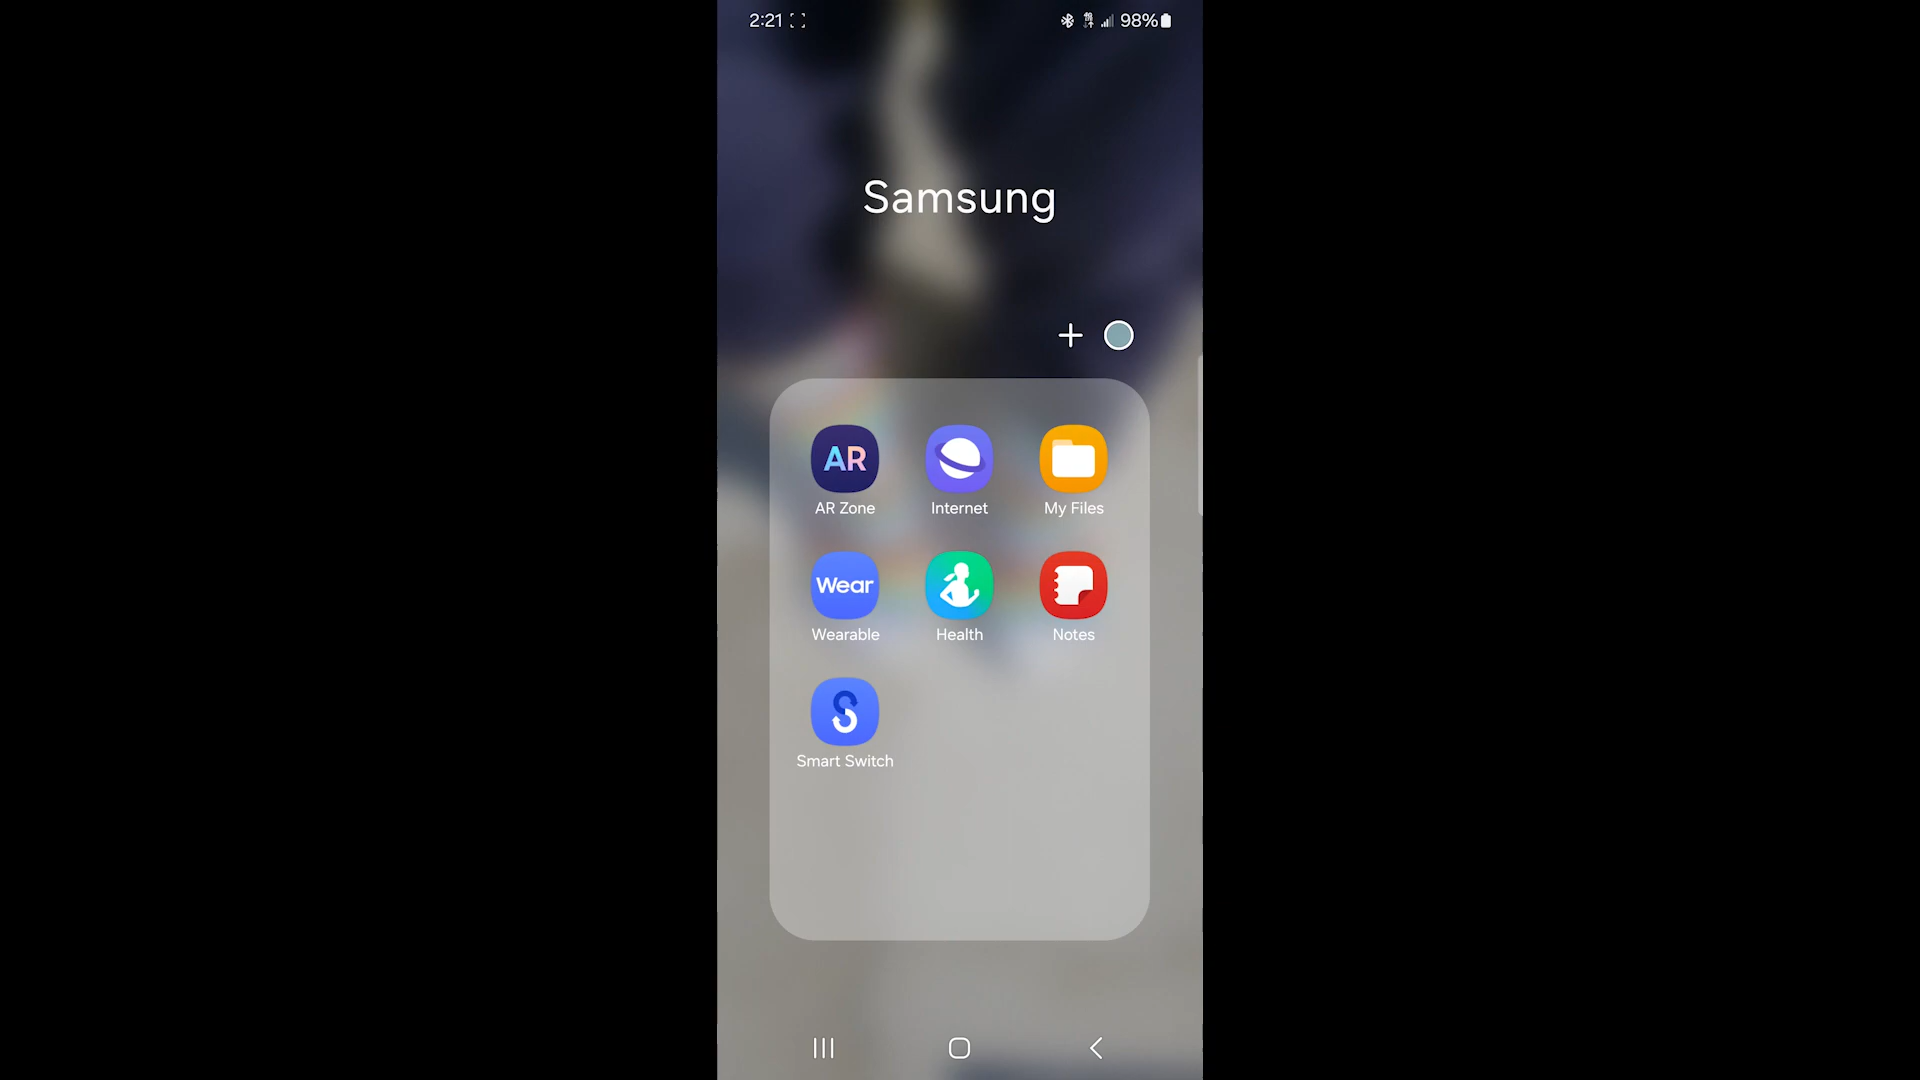 2:21 98%
Samsung
AR
AR Zone Internet My Files
Wear
Wearable Health Notes
Smart Switch